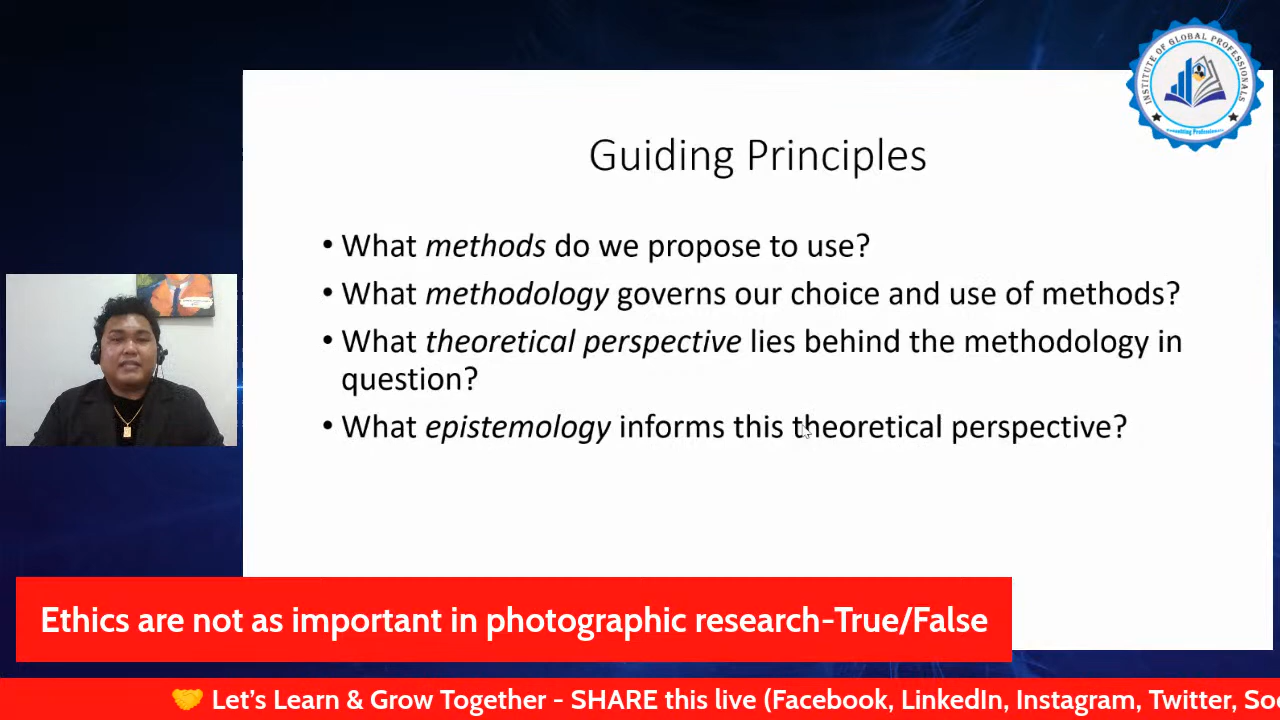 INSTITUTE OF GLOBAL PROFESSIONALS
Guiding Principles
• What methods do we propose to use?
• What methodology governs our choice and use of methods?
• What theoretical perspective lies behind the methodology in
question?
• What epistemology informs this theoretical perspective?
Ethics are not as important in photographic research-True/False
🤝 Let's Learn & Grow Together - SHARE this live (Facebook, LinkedIn, Instagram, Twitter, So